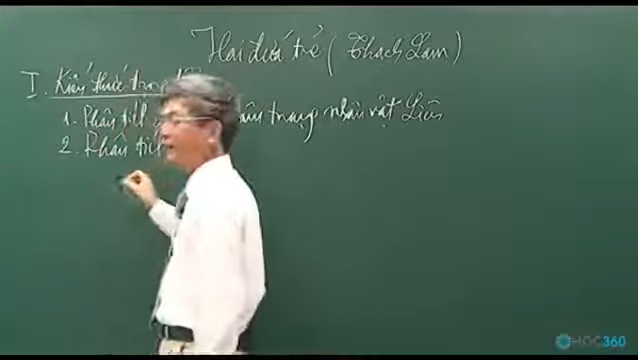 Hai đứa trẻ (Thạch Lam)
I. Kiến thức trọng
1. Phân tích tâm trạng nhân vật Liên
2. Phân tích
HOC360